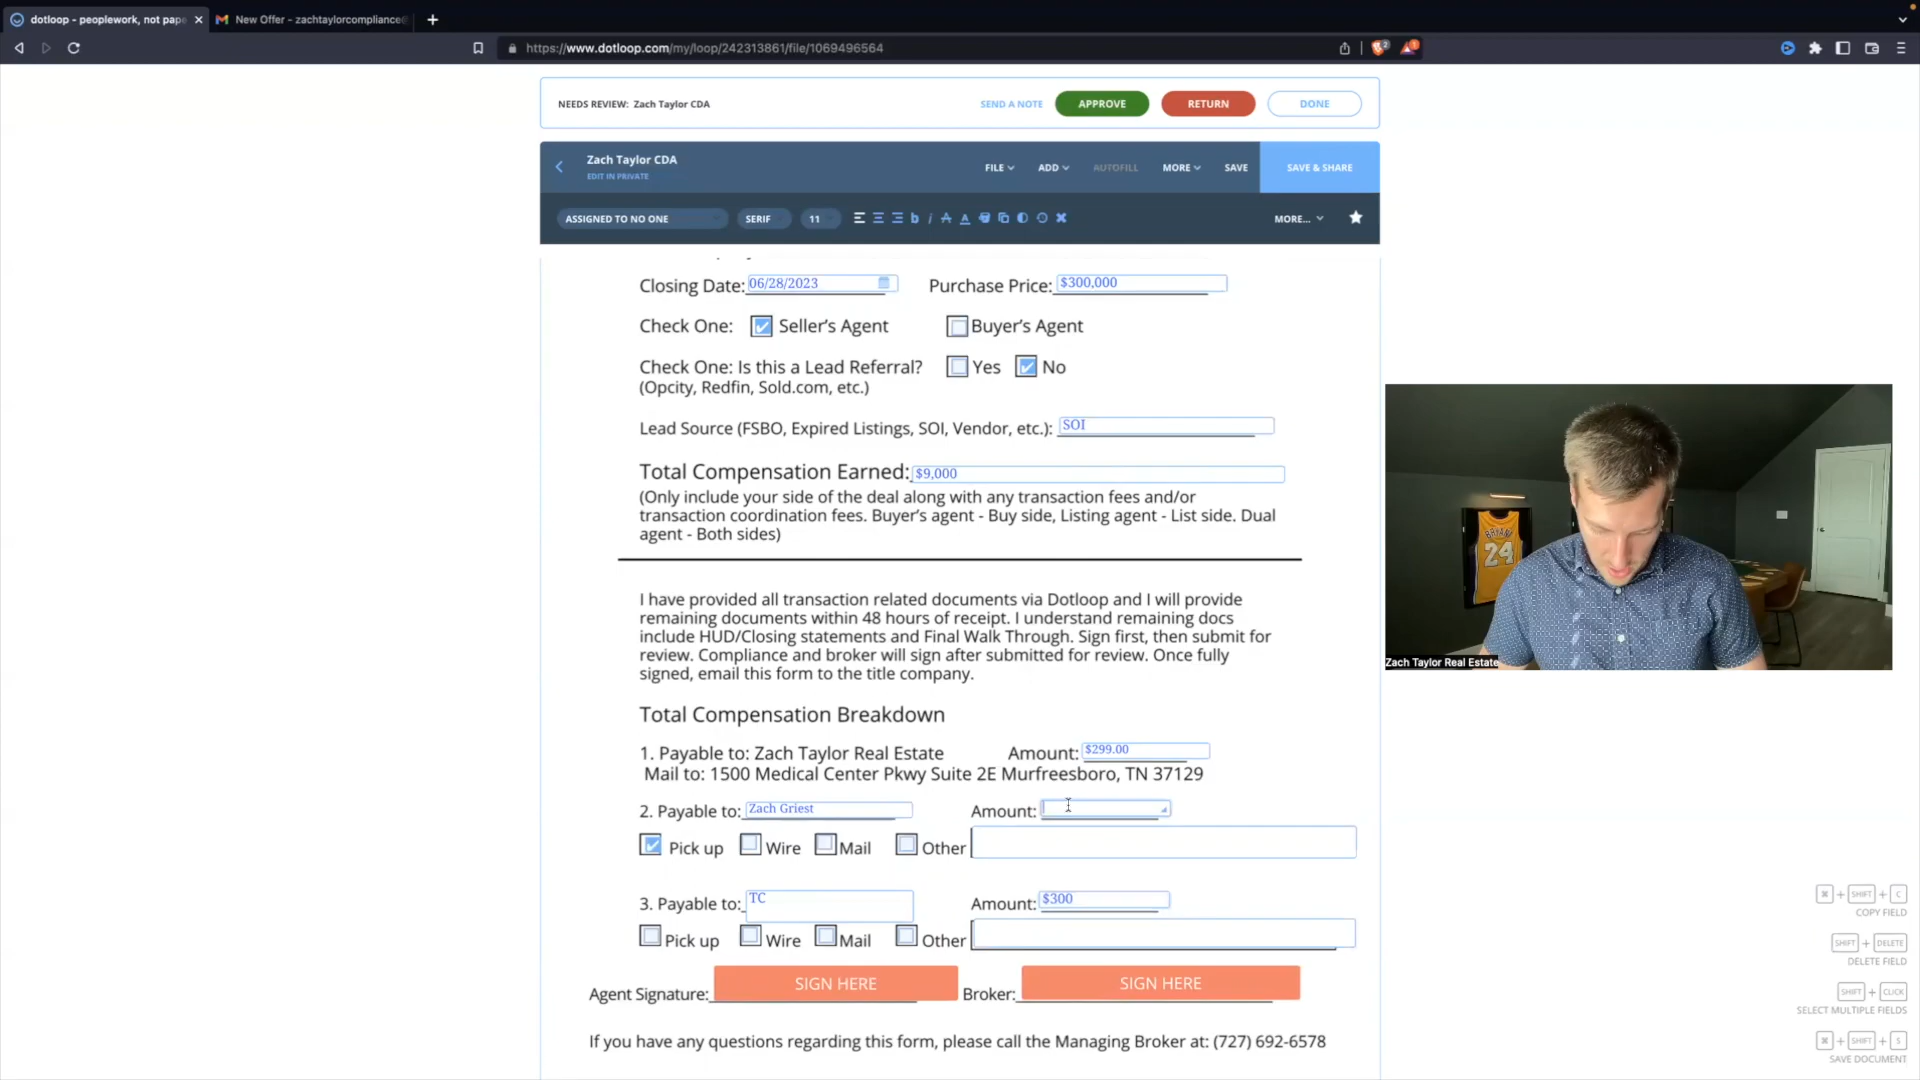 dotloop - peoplework, not pape
New Offer - zachtaylorcompliance@
https://www.dotloop.com/my/loop/242313861/file/1069496564
NEEDS REVIEW: Zach Taylor CDA
SEND A NOTE
APPROVE
RETURN
DONE
Zach Taylor CDA
EDIT IN PRIVATE
FILE
ADD
AUTOFILL
MORE
SAVE
SAVE & SHARE
ASSIGNED TO NO ONE
SERIF
11
MORE...
Closing Date: 06/28/2023 Purchase Price: $300,000
Check One: Seller's Agent Buyer's Agent
Check One: Is this a Lead Referral? Yes No
(Opcity, Redfin, Sold.com, etc.)
Lead Source (FSBO, Expired Listings, SOI, Vendor, etc.): SOI
Total Compensation Earned: $9,000
(Only include your side of the deal along with any transaction fees and/or
transaction coordination fees. Buyer's agent - Buy side, Listing agent - List side. Dual
agent - Both sides)
I have provided all transaction related documents via Dotloop and I will provide
remaining documents within 48 hours of receipt. I understand remaining docs
include HUD/Closing statements and Final Walk Through. Sign first, then submit for
review. Compliance and broker will sign after submitted for review. Once fully
signed, email this form to the title company.
Total Compensation Breakdown
1. Payable to: Zach Taylor Real Estate Amount: $299.00
Mail to: 1500 Medical Center Pkwy Suite 2E Murfreesboro, TN 37129
2. Payable to: Zach Griest Amount:
Pick up Wire Mail Other
3. Payable to: TC Amount: $300
Pick up Wire Mail Other
Agent Signature: SIGN HERE Broker: SIGN HERE
If you have any questions regarding this form, please call the Managing Broker at: (727) 692-6578
BRYANT
24
Zach Taylor Real Estate
⌘ + SHIFT + C
COPY FIELD
SHIFT + DELETE
DELETE FIELD
SHIFT + CLICK
SELECT MULTIPLE FIELDS
⌘ + SHIFT + S
SAVE DOCUMENT